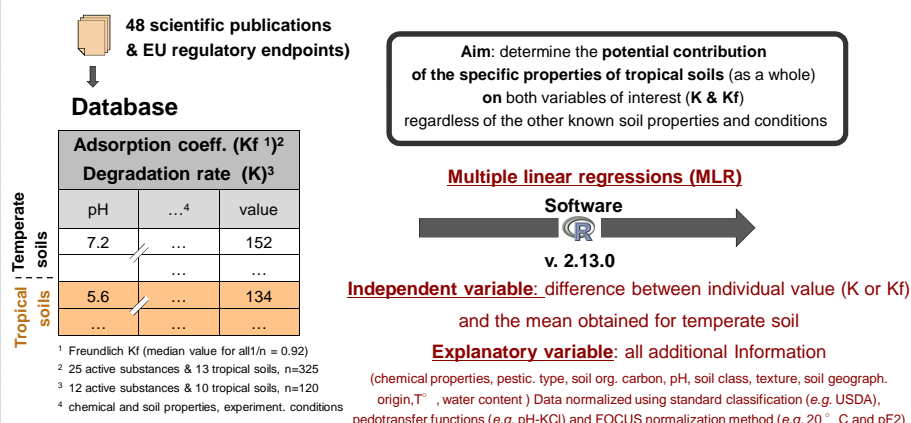 48 scientific publications
& EU regulatory endpoints)
Database
Adsorption coeff. (Kf ¹)²
Degradation rate (K)³
pH …⁴ value
7.2 … 152
… …
5.6 … 134
… … …
Temperate
soils
Tropical
soils
¹ Freundlich Kf (median value for all1/n = 0.92)
² 25 active substances & 13 tropical soils, n=325
³ 12 active substances & 10 tropical soils, n=120
⁴ chemical and soil properties, experiment. conditions
Aim: determine the potential contribution
of the specific properties of tropical soils (as a whole)
on both variables of interest (K & Kf)
regardless of the other known soil properties and conditions
Multiple linear regressions (MLR)
Software
R
v. 2.13.0
Independent variable: difference between individual value (K or Kf)
and the mean obtained for temperate soil
Explanatory variable: all additional Information
(chemical properties, pestic. type, soil org. carbon, pH, soil class, texture, soil geograph.
origin,T° , water content ) Data normalized using standard classification (e.g. USDA),
pedotransfer functions (e.g. pH-KCl) and FOCUS normalization method (e.g. 20 ° C and pF2)